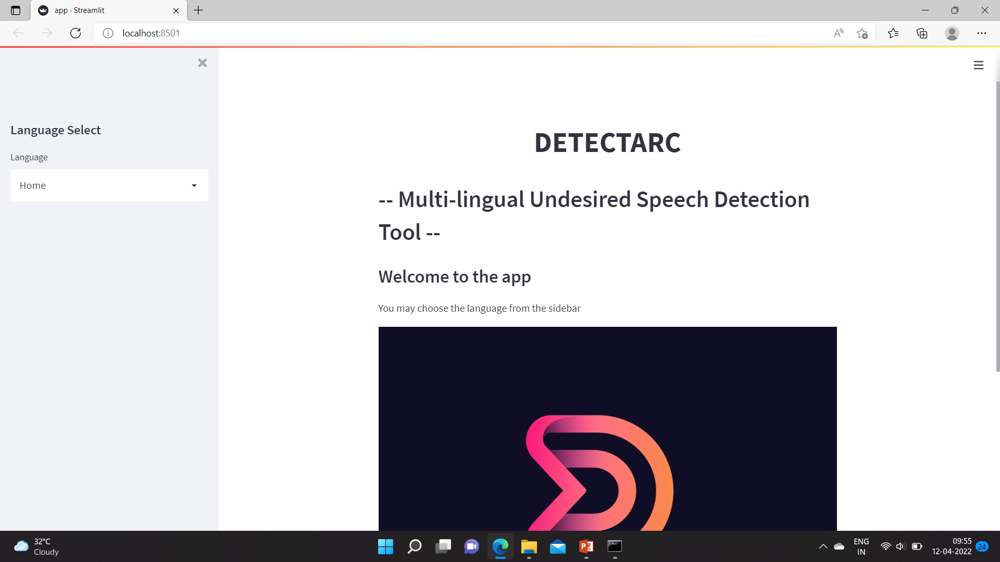 app · Streamlit
localhost:8501
Language Select
Language
Home
DETECTARC
-- Multi-lingual Undesired Speech Detection
Tool --
Welcome to the app
You may choose the language from the sidebar
32°C
Cloudy
ENG
IN
09:55
12-04-2022
24